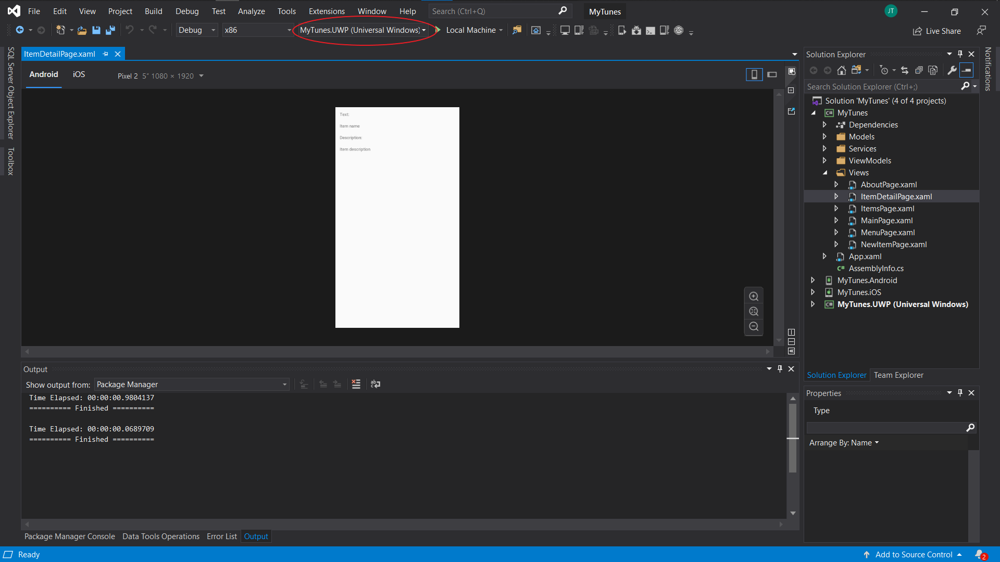 File Edit View Project Build Debug Test Analyze Tools Extensions Window Help Search (Ctrl+Q) MyTunes JT
Debug x86 MyTunes.UWP (Universal Windows) Local Machine Live Share
SQL Server Object Explorer
Toolbox
ItemDetailPage.xaml
Android iOS Pixel 2 5" 1080 × 1920
Text:
Item name
Description:
Item description
Output
Show output from: Package Manager
Time Elapsed: 00:00:00.9804137
========== Finished ==========
Time Elapsed: 00:00:00.0689709
========== Finished ==========
Package Manager Console Data Tools Operations Error List Output
Solution Explorer
Search Solution Explorer (Ctrl+;)
Solution 'MyTunes' (4 of 4 projects)
C# MyTunes
Dependencies
Models
Services
ViewModels
Views
AboutPage.xaml
ItemDetailPage.xaml
ItemsPage.xaml
MainPage.xaml
MenuPage.xaml
NewItemPage.xaml
App.xaml
C# AssemblyInfo.cs
MyTunes.Android
MyTunes.iOS
C# MyTunes.UWP (Universal Windows)
Solution Explorer Team Explorer
Properties
Type
Arrange By: Name
Notifications
Ready Add to Source Control 2